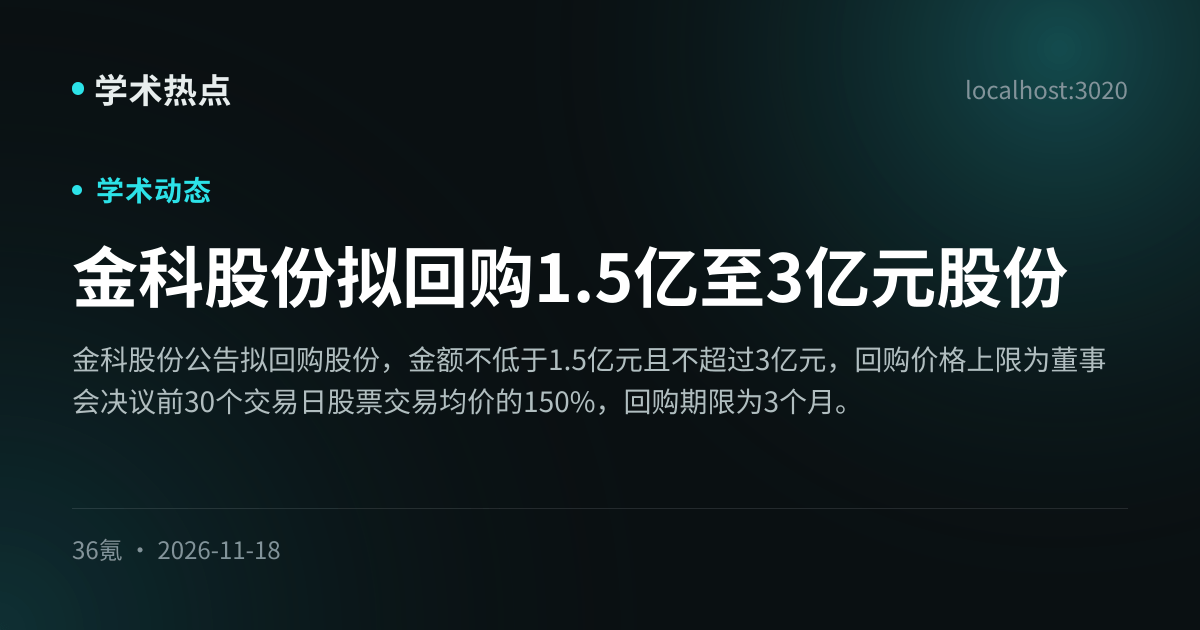 学术热点
localhost:3020
学术动态
金科股份拟回购1.5亿至3亿元股份
金科股份公告拟回购股份，金额不低于1.5亿元且不超过3亿元，回购价格上限为董事
会决议前30个交易日股票交易均价的150%，回购期限为3个月。
36氪 · 2026-11-18